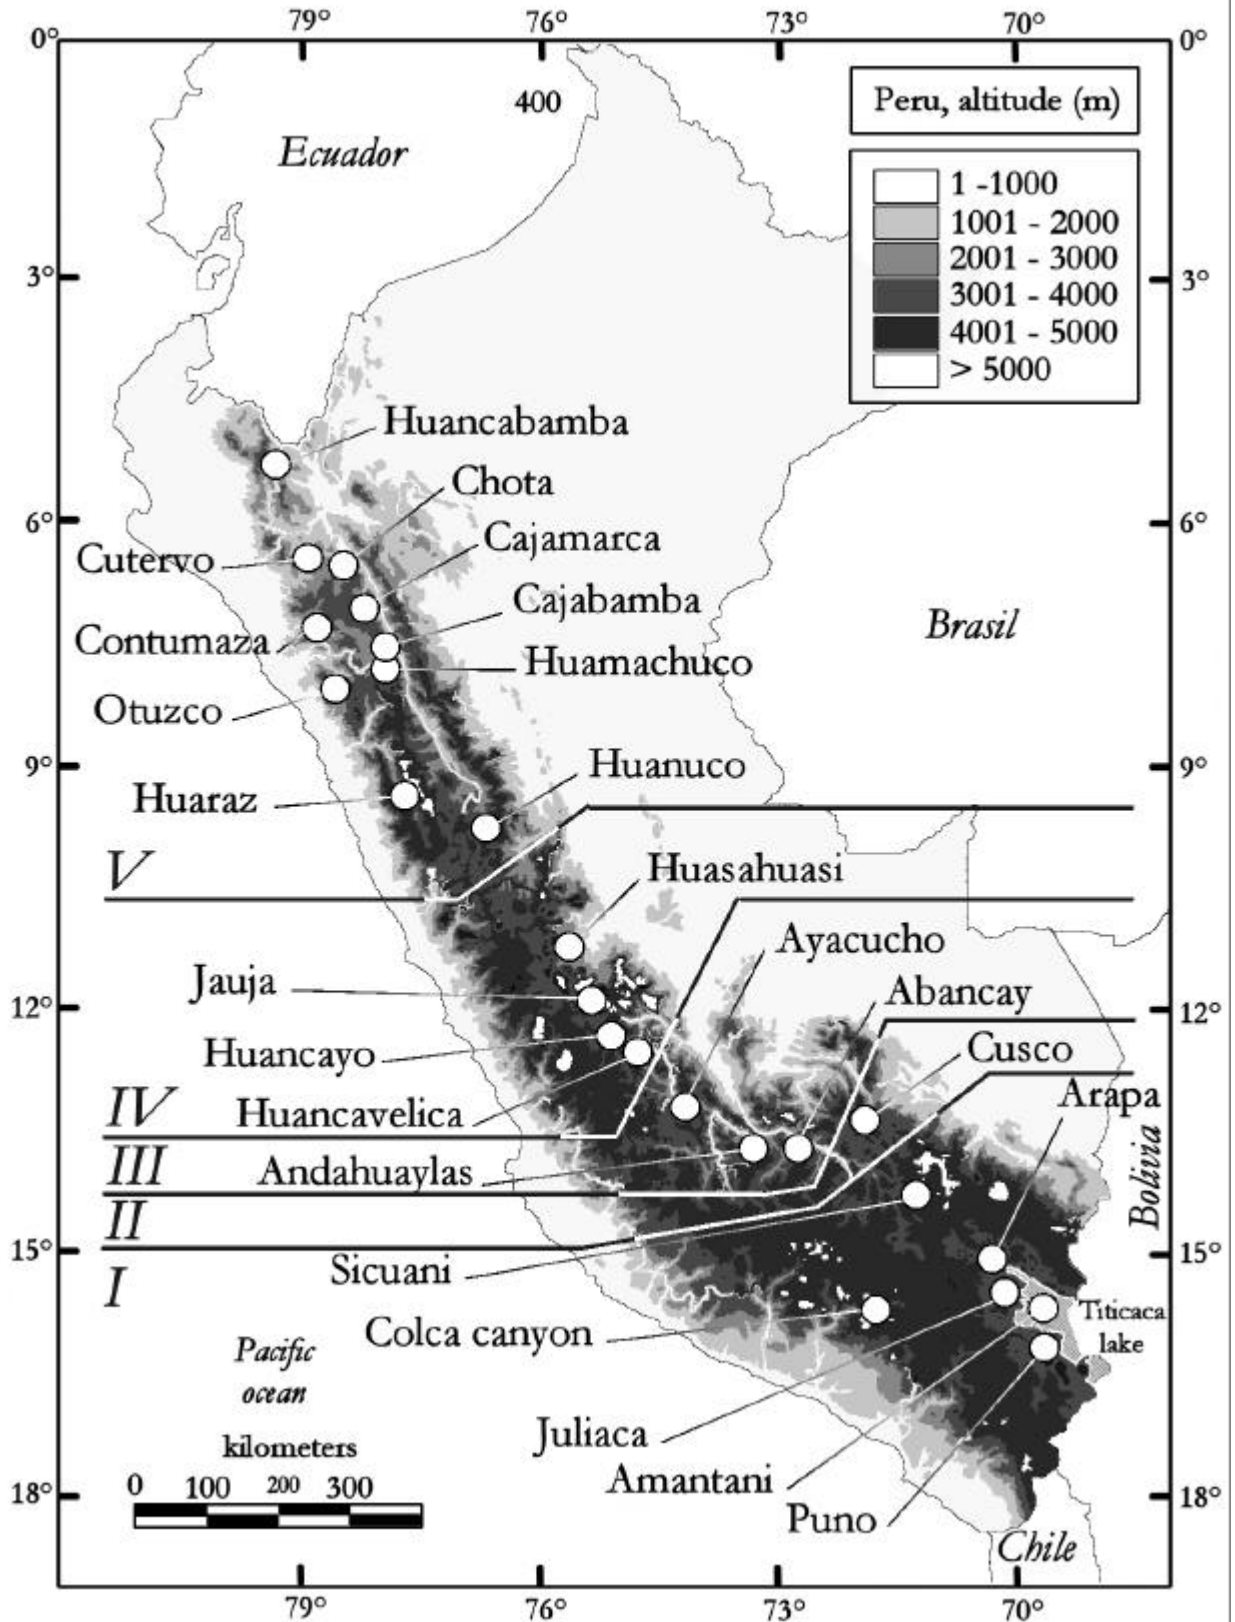 79° 76° 73° 70°
0° 0°
400
Peru, altitude (m)
Ecuador
1 -1000
1001 - 2000
2001 - 3000
3001 - 4000
4001 - 5000
> 5000
3° 3°
Huancabamba
Chota
6° 6°
Cajamarca
Cutervo
Cajabamba
Brasil
Contumaza
Huamachuco
Otuzco
9° 9°
Huanuco
Huaraz
V
Huasahuasi
Ayacucho
Jauja
Abancay
12° 12°
Huancayo
Cusco
Arapa
IV
Huancavelica
III
Andahuaylas
Bolivia
II
15° 15°
Sicuani
I
Titicaca
lake
Colca canyon
Pacific
ocean
Juliaca
kilometers
Amantani
0 100 200 300
18° 18°
Puno
Chile
79° 76° 73° 70°